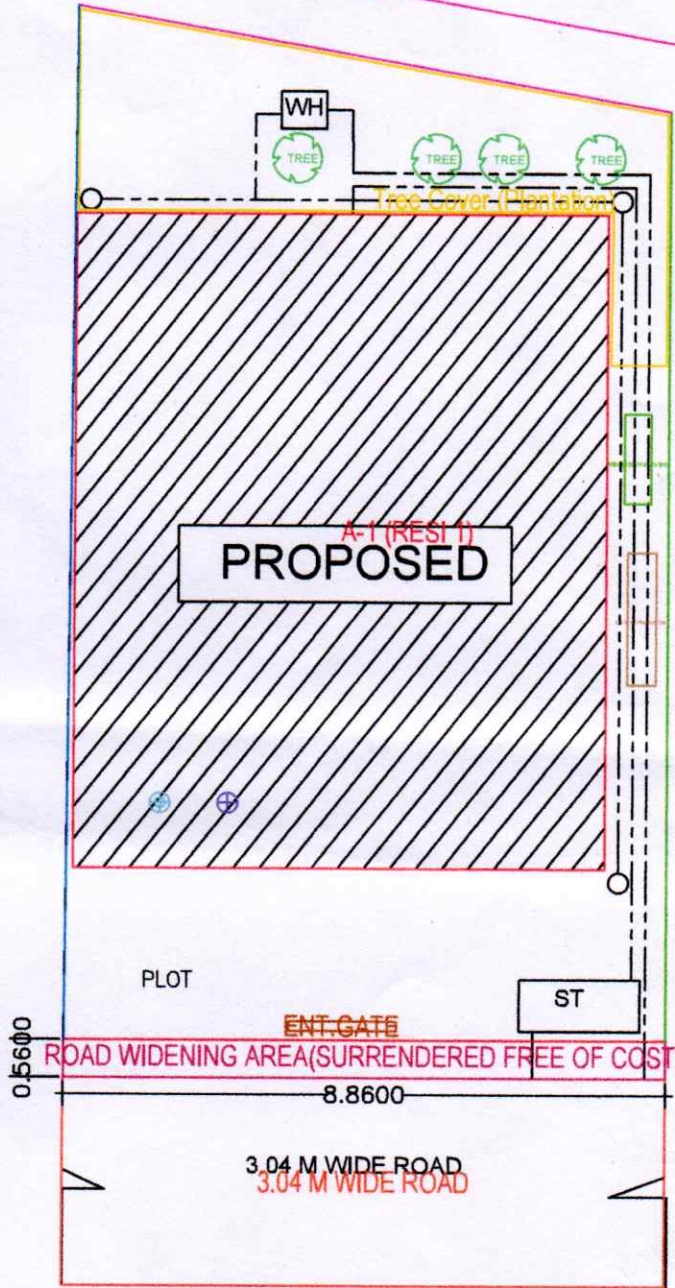 WH
TREE
TREE
TREE
TREE
Tree Cover (Plantation)
A-1 (RESI 1)
PROPOSED
PLOT
ST
ENT.GATE
0.5600
ROAD WIDENING AREA(SURRENDERED FREE OF COST
8.8600
3.04 M WIDE ROAD
3.04 M WIDE ROAD